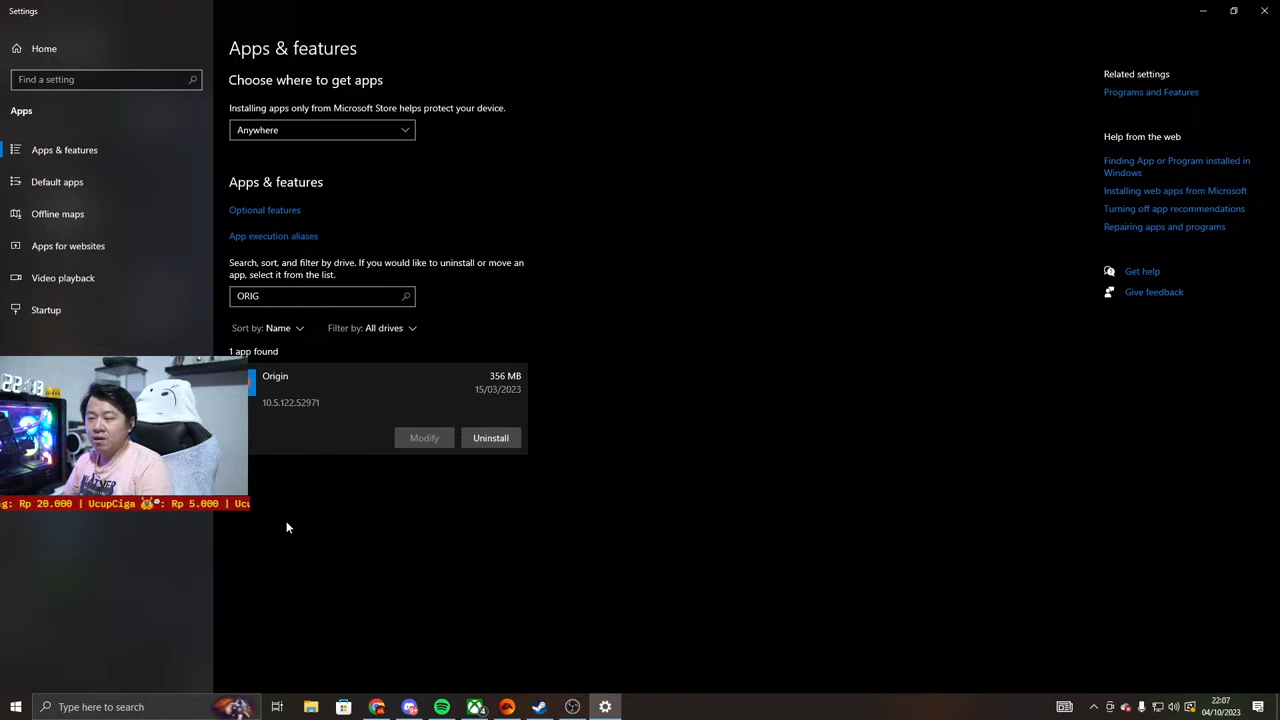 Settings
Home
Find a setting
Apps
Apps & features
Default apps
Offline maps
Apps for websites
Video playback
Startup
Apps & features
Choose where to get apps
Installing apps only from Microsoft Store helps protect your device.
Anywhere
Apps & features
Optional features
App execution aliases
Search, sort, and filter by drive. If you would like to uninstall or move an
app, select it from the list.
ORIG
Sort by: Name
Filter by: All drives
1 app found
Origin
356 MB
15/03/2023
10.5.122.52971
Modify
Uninstall
Related settings
Programs and Features
Help from the web
Finding App or Program installed in
Windows
Installing web apps from Microsoft
Turning off app recommendations
Repairing apps and programs
Get help
Give feedback
g: Rp 20.000 | UcupCiga : Rp 5.000 | Ucu
Type here to search
4
22:07
04/10/2023